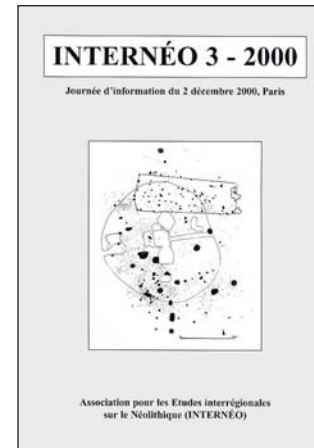 INTERNÉO 3 - 2000
Journée d'information du 2 décembre 2000, Paris
Association pour les Etudes interrégionales
sur le Néolithique (INTERNÉO)